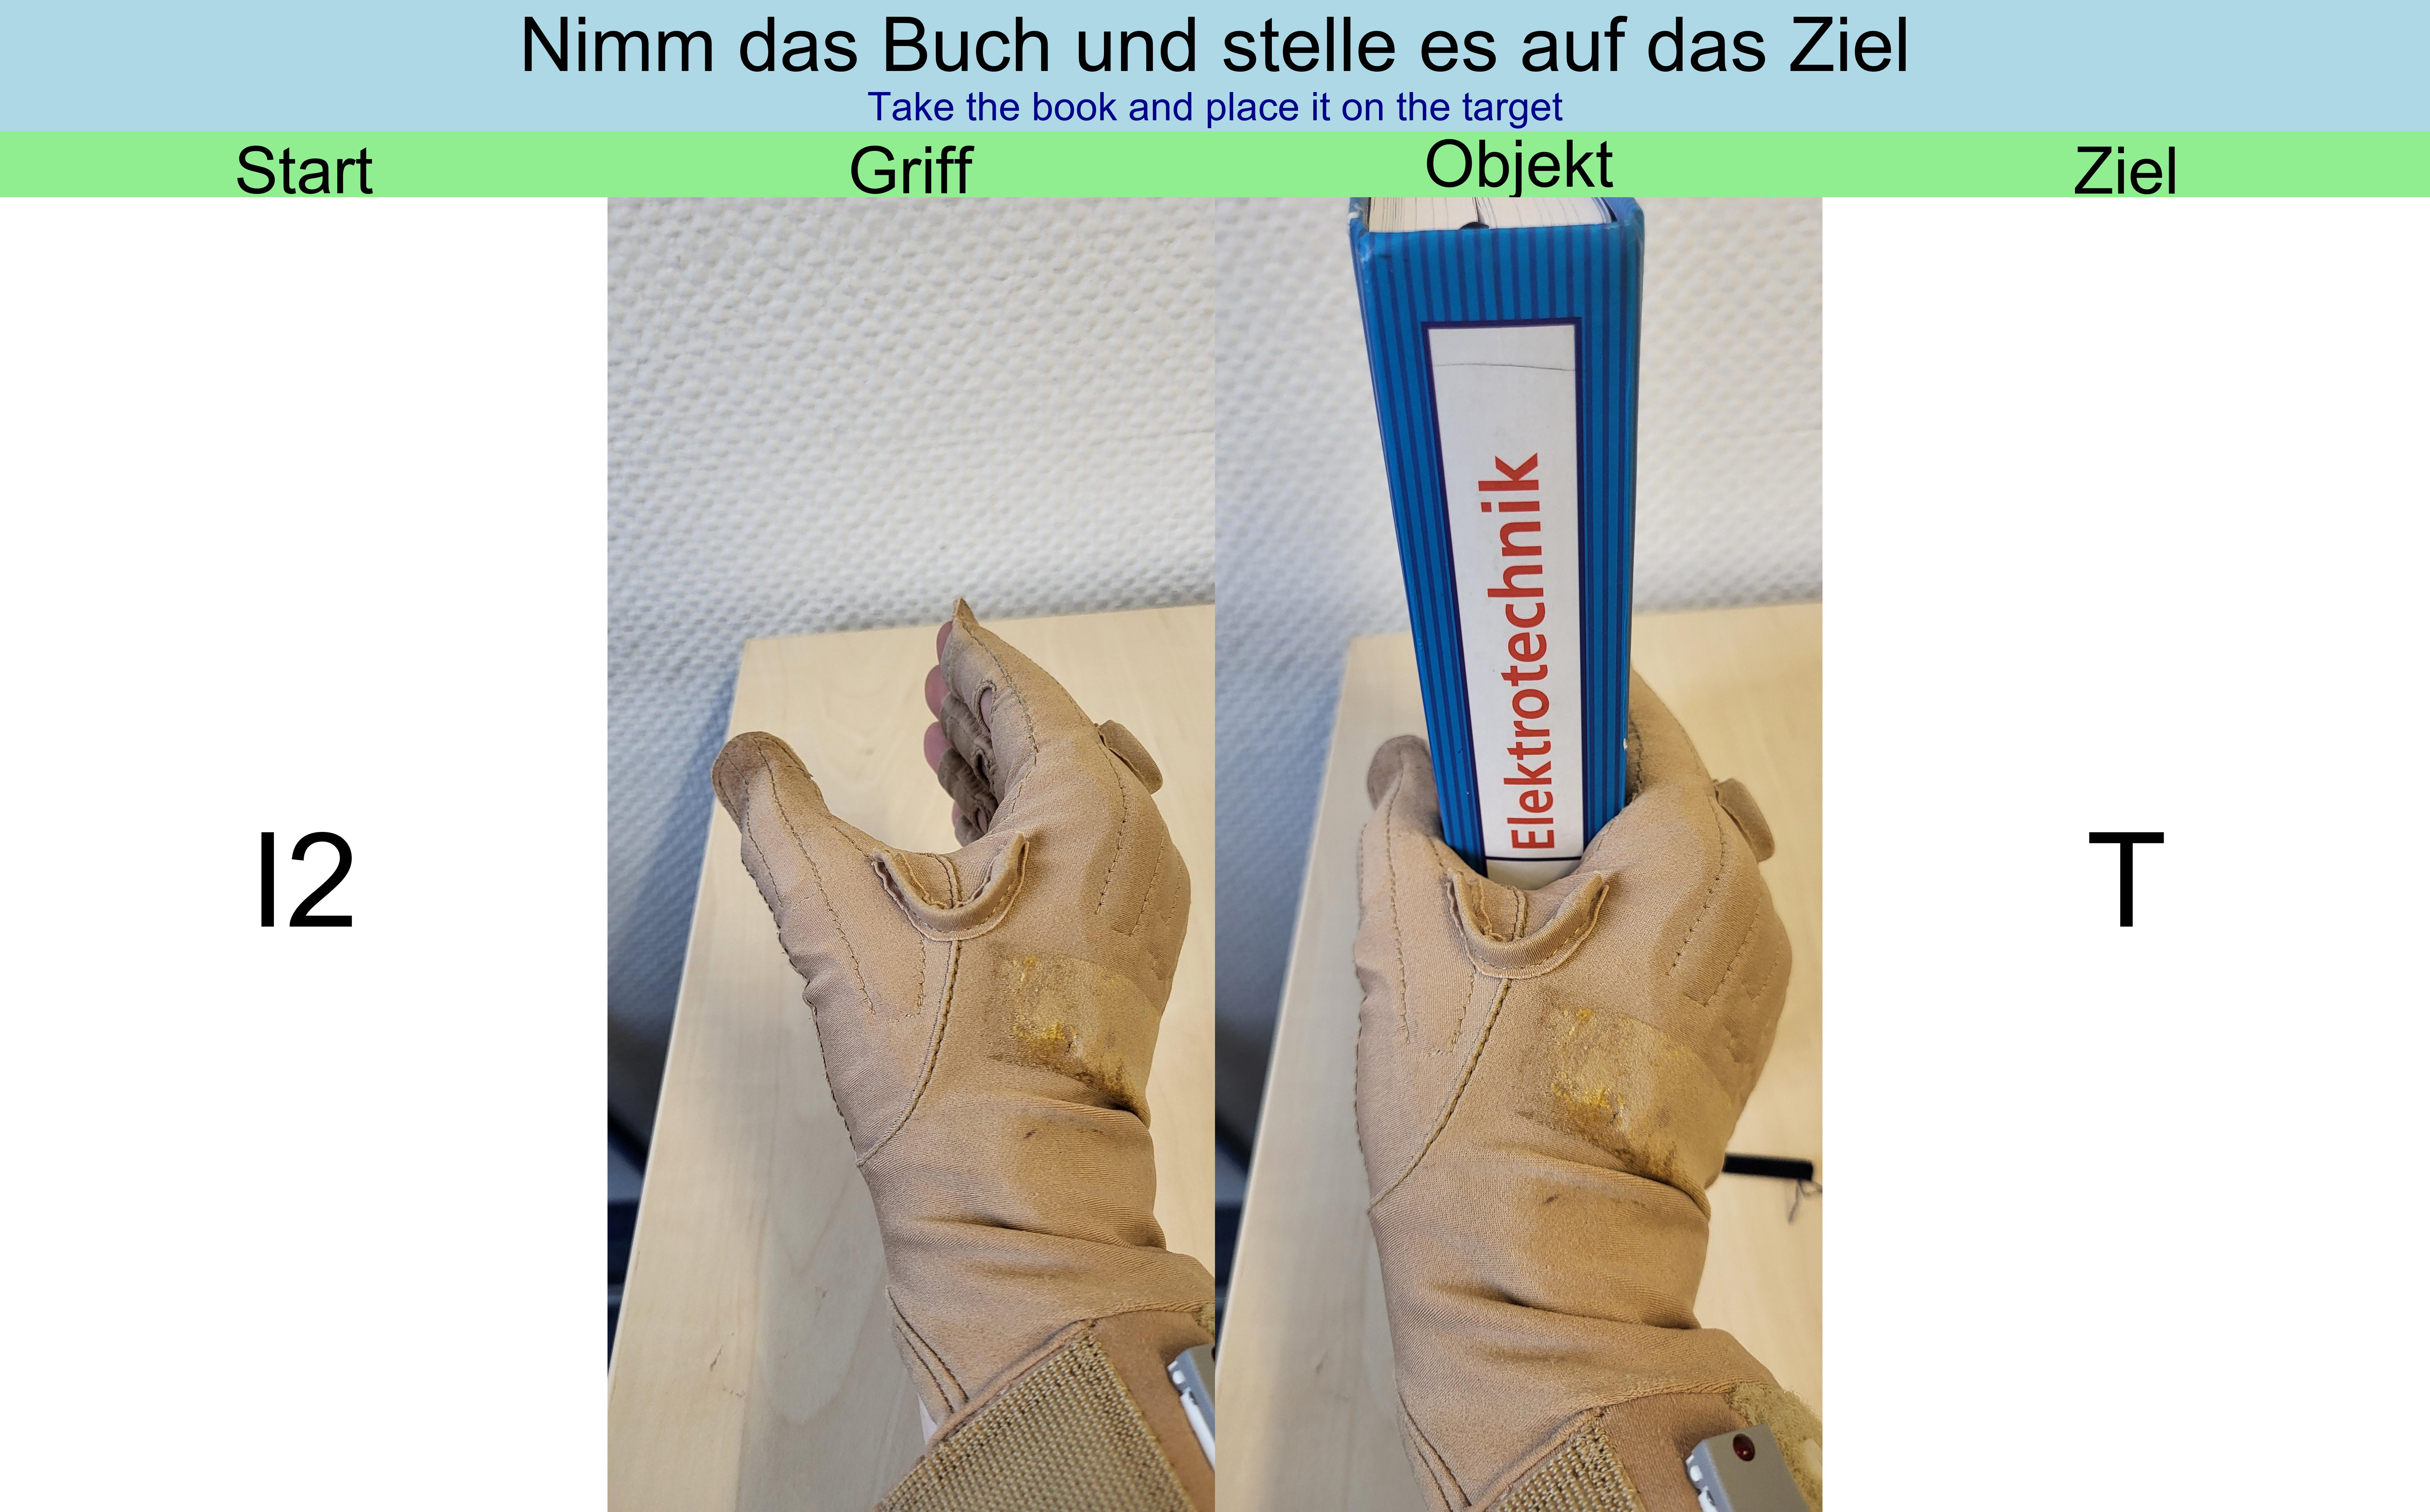 Nimm das Buch und stelle es auf das Ziel
Take the book and place it on the target
Start Griff Objekt Ziel
I2
Elektrotechnik
T